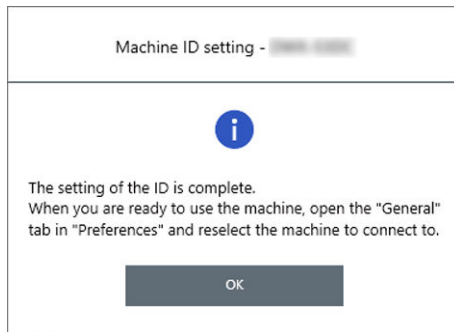 Machine ID setting -
i
The setting of the ID is complete.
When you are ready to use the machine, open the "General"
tab in "Preferences" and reselect the machine to connect to.
OK